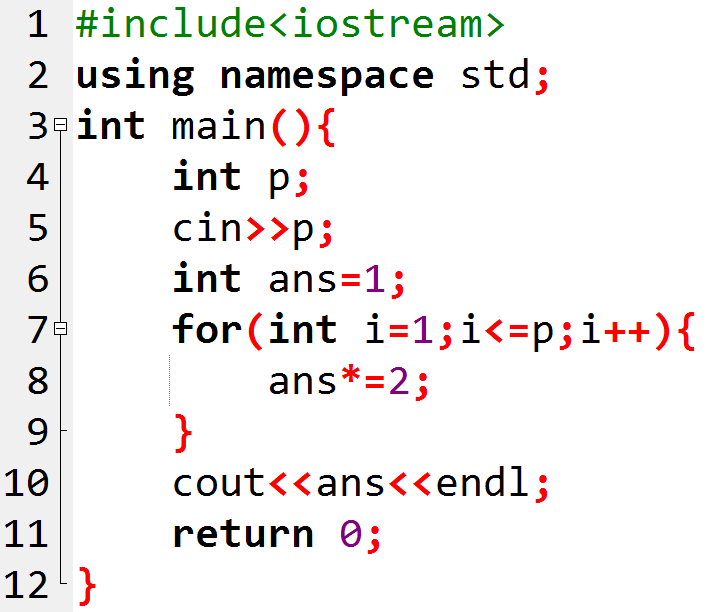 1 #include<iostream>
2 using namespace std;
3 int main(){
4 int p;
5 cin>>p;
6 int ans=1;
7 for(int i=1;i<=p;i++){
8 ans*=2;
9 }
10 cout<<ans<<endl;
11 return 0;
12 }